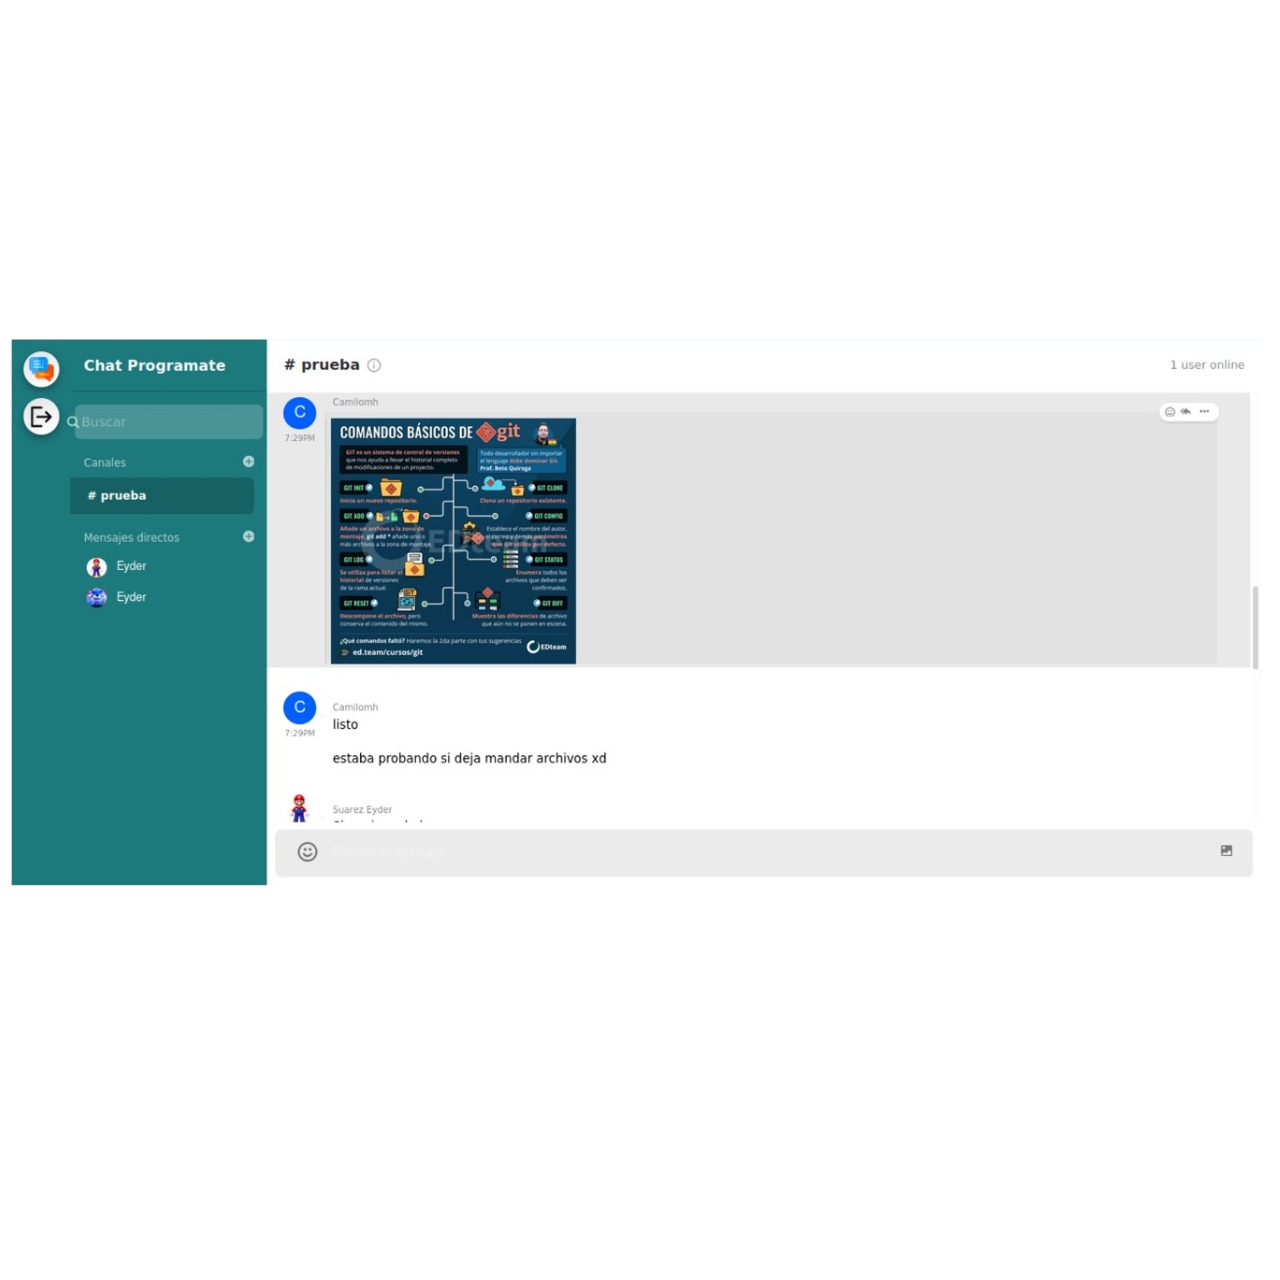 Chat Programate
Buscar
Canales
# prueba
Mensajes directos
Eyder
Eyder
# prueba
1 user online
Camilomh
C
7:29PM
COMANDOS BÁSICOS DE git
GIT es un sistema de control de versiones
que nos ayuda a llevar el historial completo
de modificaciones de un proyecto.
Todo desarrollador sin importar
el lenguaje debe dominar Git.
Prof. Beto Quiroga
GIT INIT
Inicia un nuevo repositorio.
GIT CLONE
Clona un repositorio existente.
GIT ADD
Añade un archivo a la zona de
montaje. git add * añade uno o
más archivos a la zona de montaje.
GIT CONFIG
Establece el nombre del autor,
el correo y demás parámetros
que Git utiliza por defecto.
EDteam
GIT LOG
Se utiliza para listar el
historial de versiones
de la rama actual.
GIT STATUS
Enumera todos los
archivos que deben ser
confirmados.
GIT RESET
Descompone el archivo, pero
conserva el contenido del mismo.
GIT DIFF
Muestra las diferencias de archivo
que aún no se ponen en escena.
¿Qué comandos faltó? Haremos la 2da parte con tus sugerencias
ed.team/cursos/git
EDteam
Camilomh
C
7:29PM
listo
estaba probando si deja mandar archivos xd
Suarez Eyder